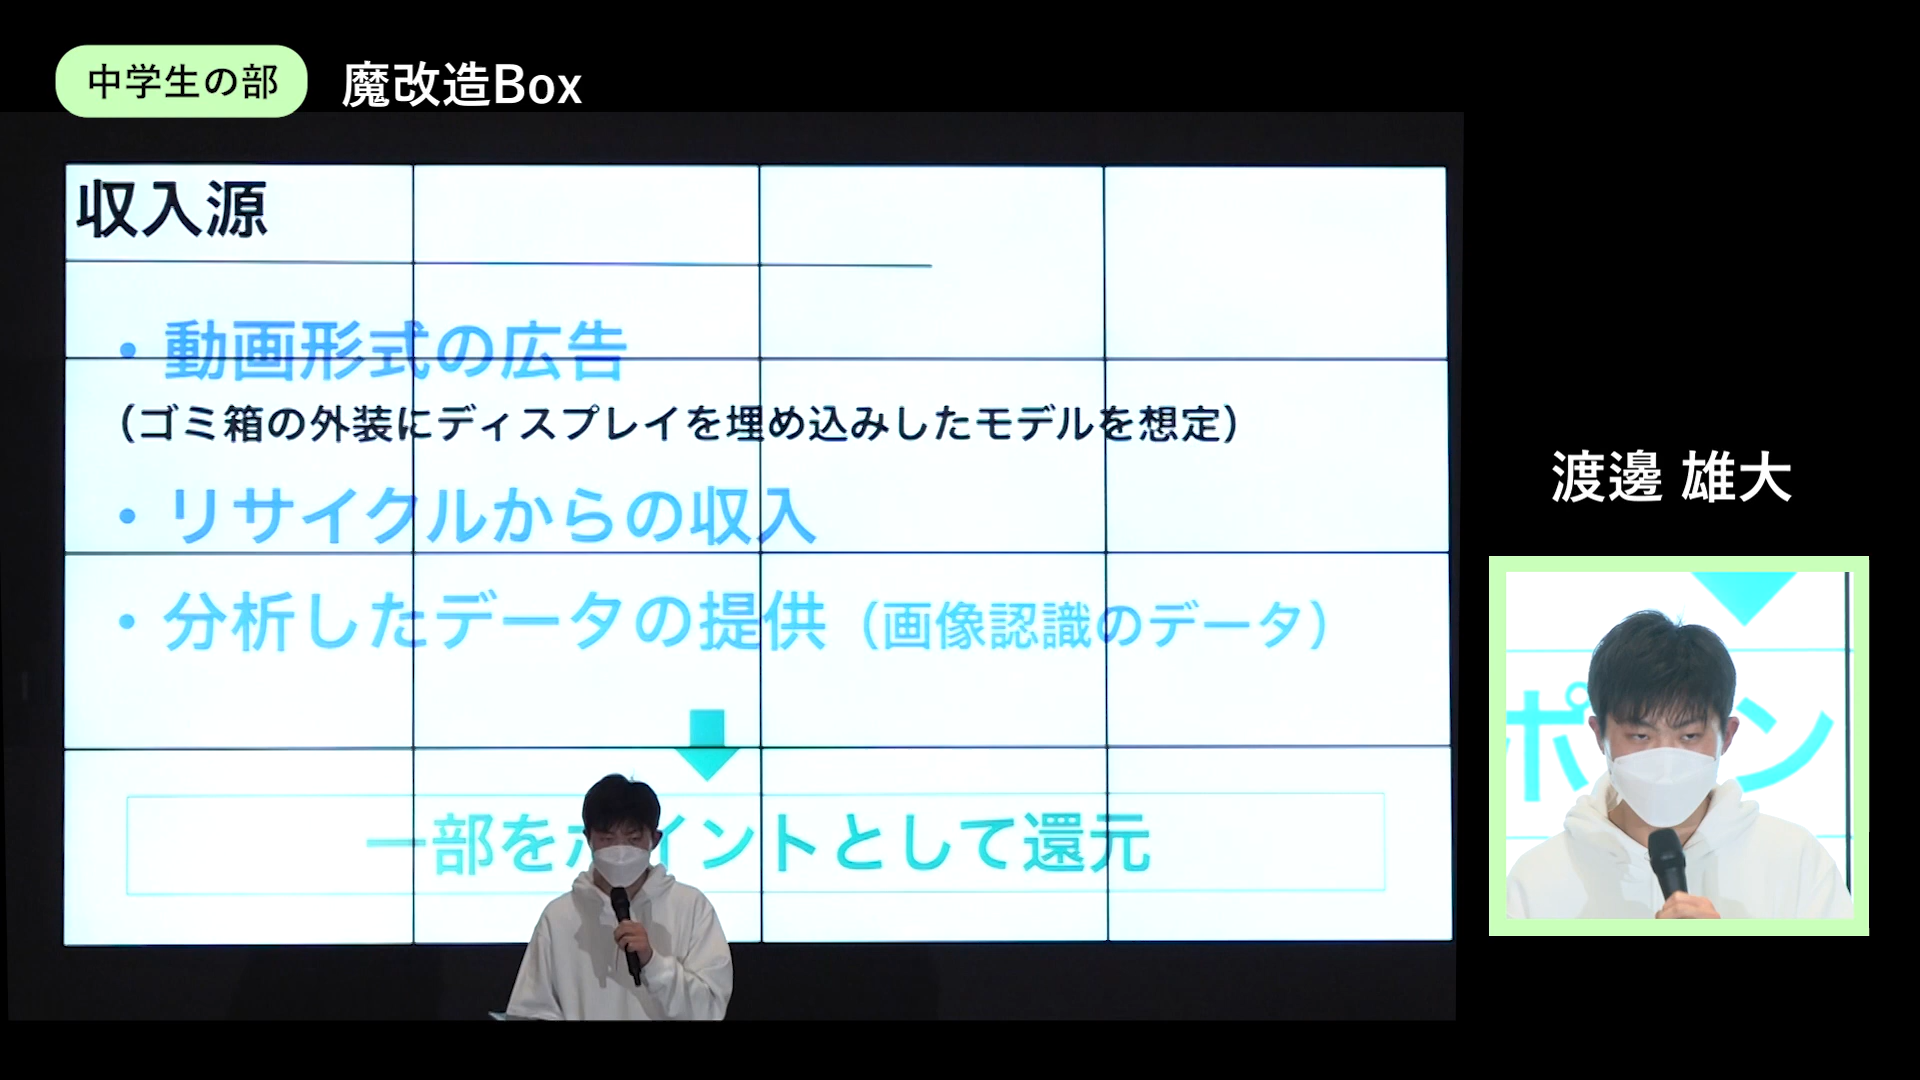 中学生の部 魔改造Box
収入源
・動画形式の広告
（ゴミ箱の外装にディスプレイを埋め込みしたモデルを想定）
・リサイクルからの収入
・分析したデータの提供（画像認識のデータ）
一部をポイントとして還元
渡邊 雄大
ポ ン